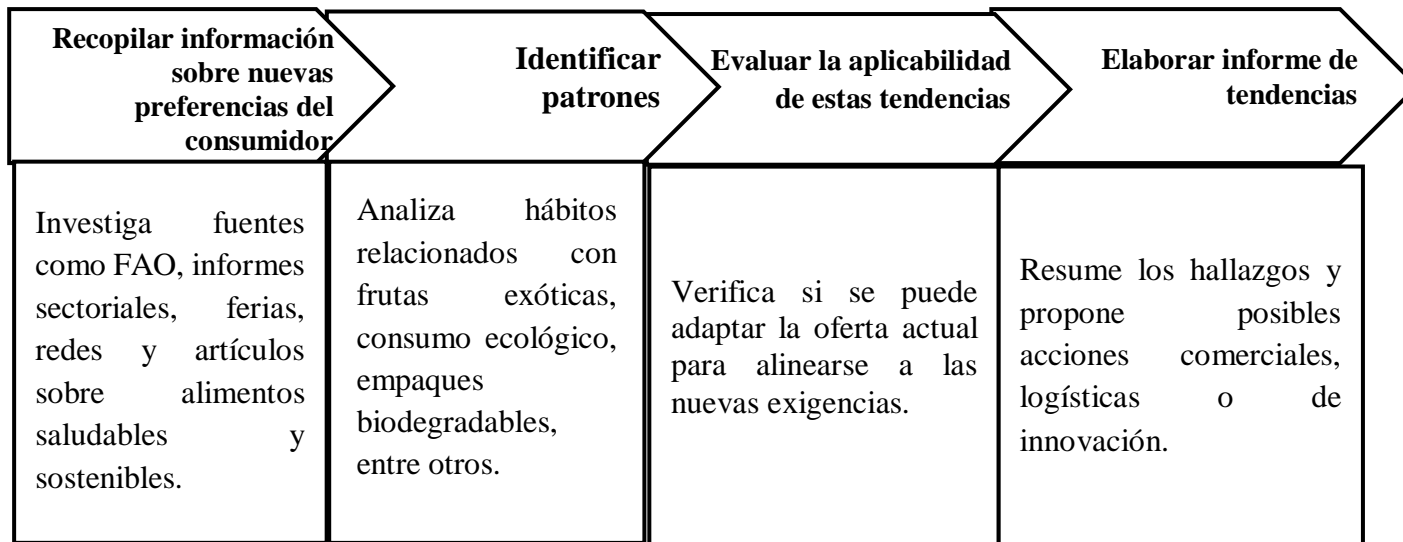 Recopilar información
sobre nuevas
preferencias del
consumidor
Identificar
patrones
Evaluar la aplicabilidad
de estas tendencias
Elaborar informe de
tendencias
Investiga fuentes
como FAO, informes
sectoriales, ferias,
redes y artículos
sobre alimentos
saludables y
sostenibles.
Analiza hábitos
relacionados con
frutas exóticas,
consumo ecológico,
empaques
biodegradables,
entre otros.
Verifica si se puede
adaptar la oferta actual
para alinearse a las
nuevas exigencias.
Resume los hallazgos y
propone posibles
acciones comerciales,
logísticas o de
innovación.